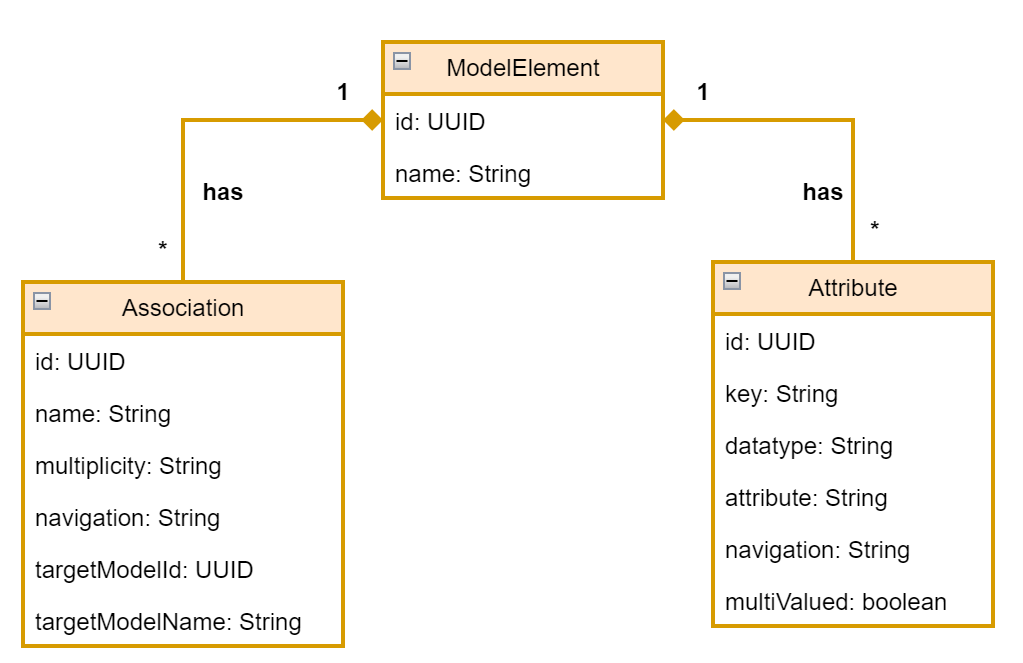 ModelElement
id: UUID
name: String
1
has
*
1
has
*
Association
id: UUID
name: String
multiplicity: String
navigation: String
targetModelId: UUID
targetModelName: String
Attribute
id: UUID
key: String
datatype: String
attribute: String
navigation: String
multiValued: boolean